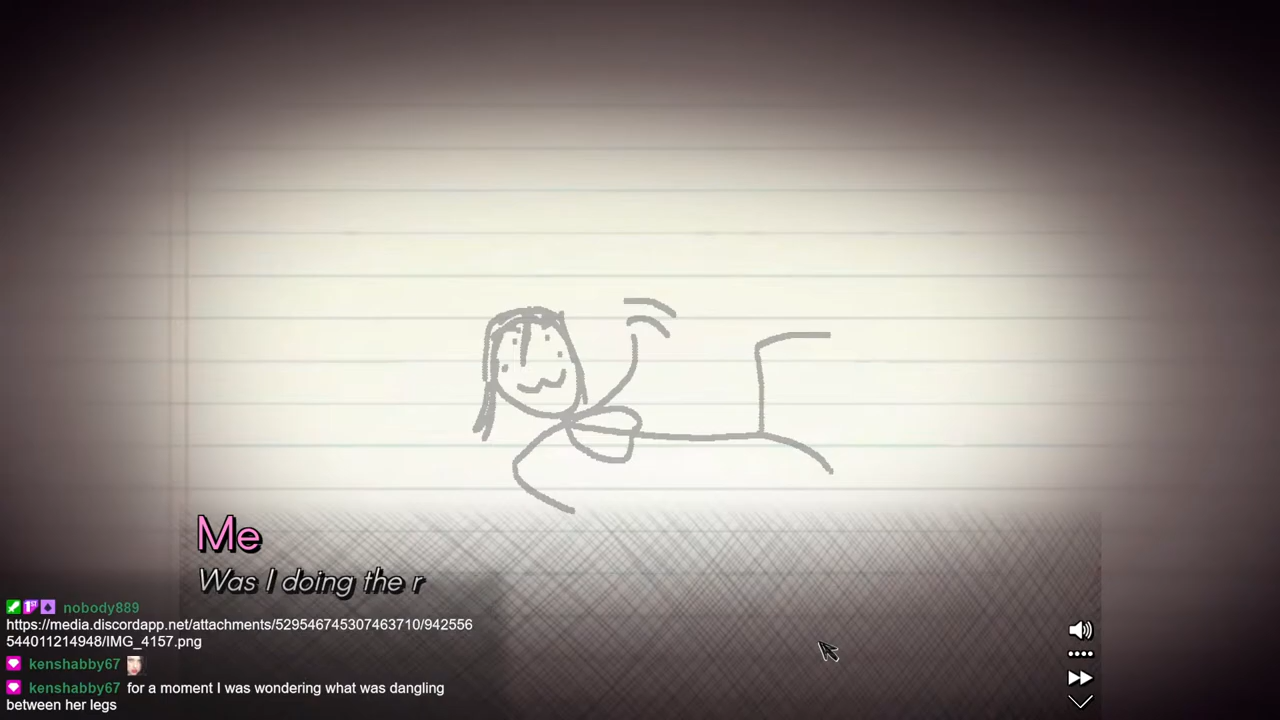 Me
Was I doing the r
nobody889
https://media.discordapp.net/attachments/529546745307463710/942556
544011214948/IMG_4157.png
kenshabby67
kenshabby67 for a moment I was wondering what was dangling
between her legs